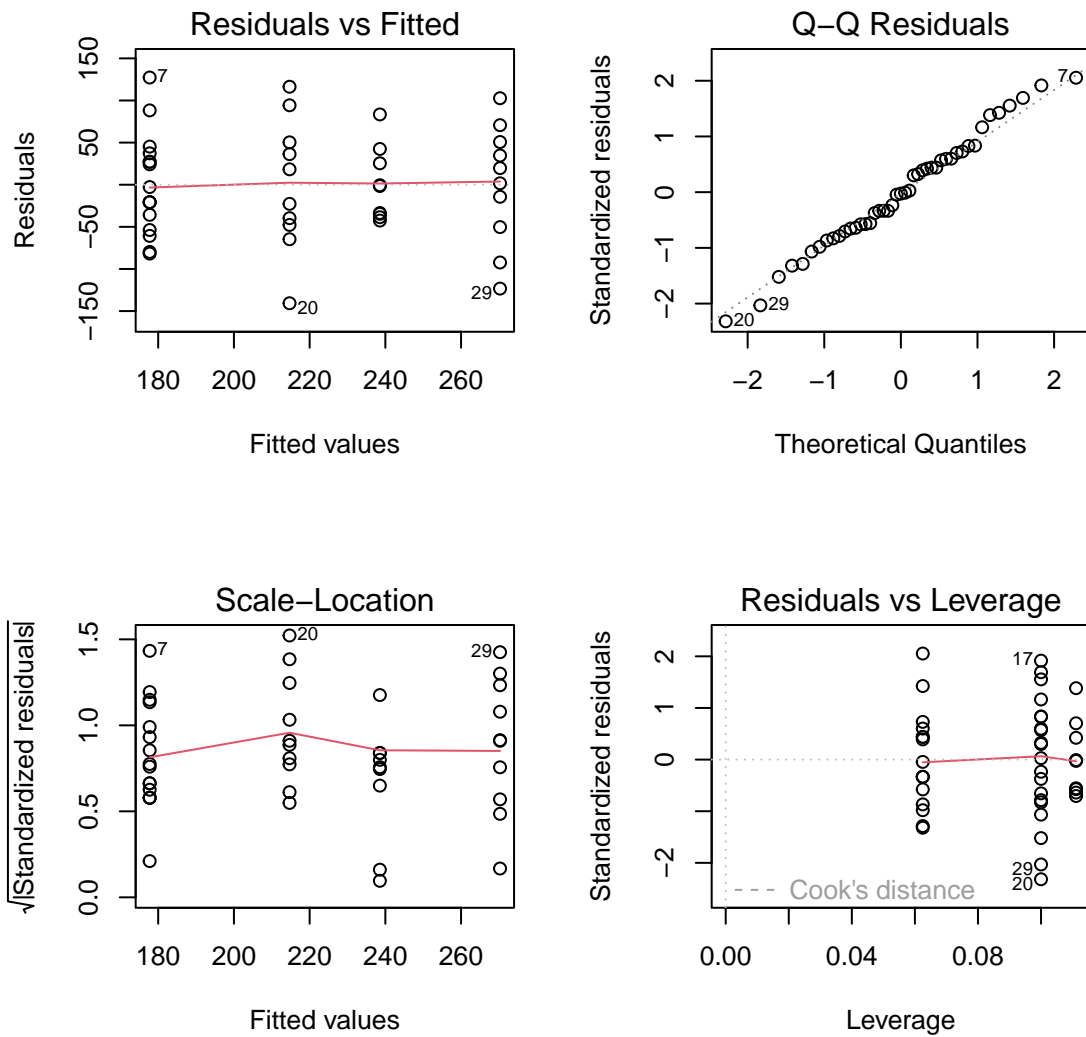 Residuals vs Fitted
Residuals
150
50
−50
−150
7
20
29
180 200 220 240 260
Fitted values
Q−Q Residuals
Standardized residuals
2
1
0
−1
−2
7
20
29
−2 −1 0 1 2
Theoretical Quantiles
Scale−Location
√|Standardized residuals|
1.5
1.0
0.5
0.0
7
20
29
180 200 220 240 260
Fitted values
Residuals vs Leverage
Standardized residuals
2
1
0
−2
17
29
20
Cook's distance
0.00 0.04 0.08
Leverage